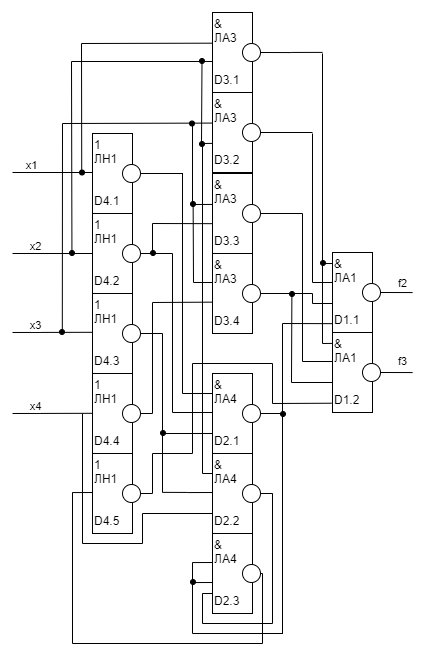 &
ЛА3
D3.1
&
ЛА3
D3.2
1
ЛН1
x1
&
ЛА3
D4.1
1
D3.3
x2
ЛН1
&
ЛА3
&
f2
D4.2
ЛА1
1
D3.4
D1.1
x3
ЛН1
&
ЛА1
f3
D4.3
1
&
ЛА4
D1.2
x4
ЛН1
D4.4
D2.1
1
&
ЛН1
ЛА4
D4.5
D2.2
&
ЛА4
D2.3